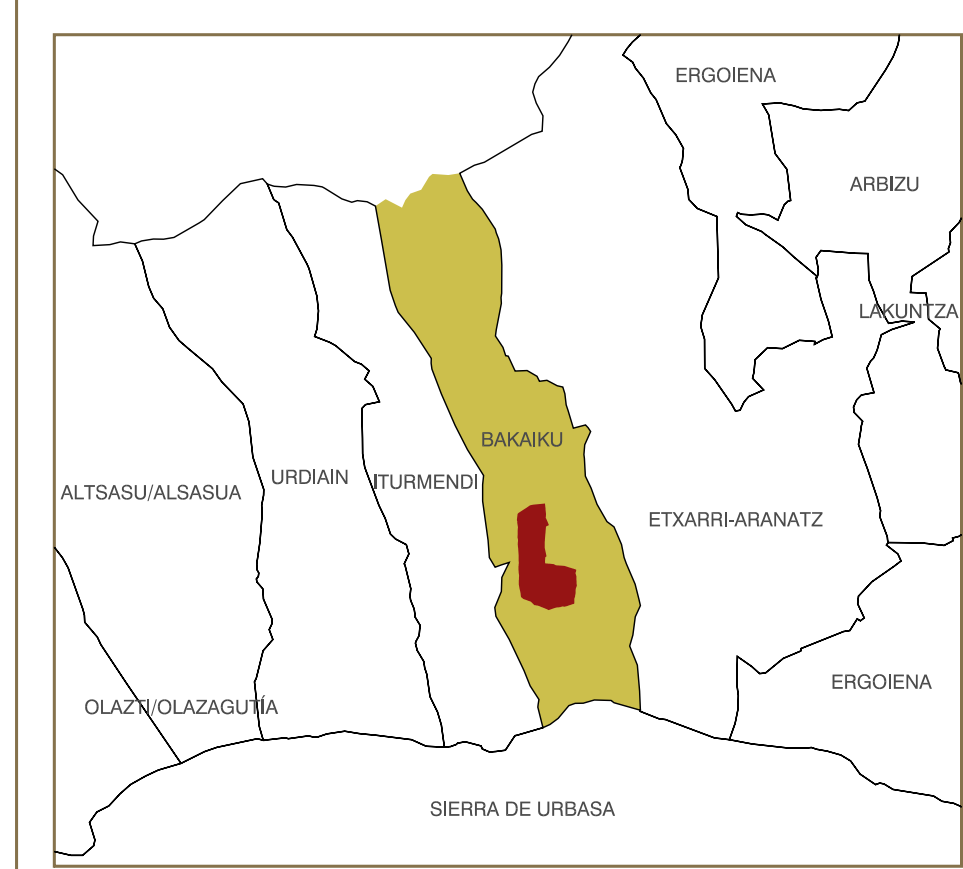 ERGOIENA
ARBIZU
LAKUNTZA
BAKAIKU
URDIAIN
ITURMENDI
ALTSASU/ALSASUA
ETXARRI-ARANATZ
ERGOIENA
OLAZTI/OLAZAGUTÍA
SIERRA DE URBASA